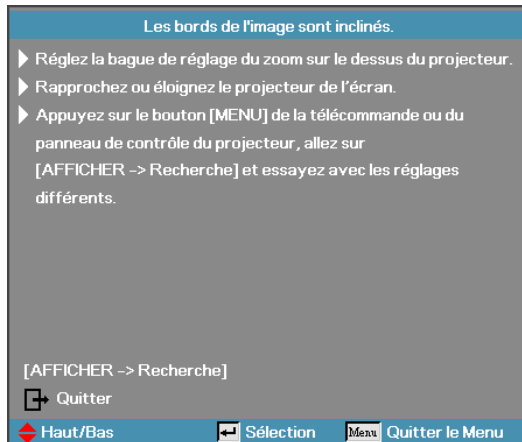 Les bords de l'image sont inclinés.
Réglez la bague de réglage du zoom sur le dessus du projecteur.
Rapprochez ou éloignez le projecteur de l'écran.
Appuyez sur le bouton [MENU] de la télécommande ou du
panneau de contrôle du projecteur, allez sur
[AFFICHER -> Recherche] et essayez avec les réglages
différents.
[AFFICHER -> Recherche]
Quitter
Haut/Bas Sélection Menu Quitter le Menu